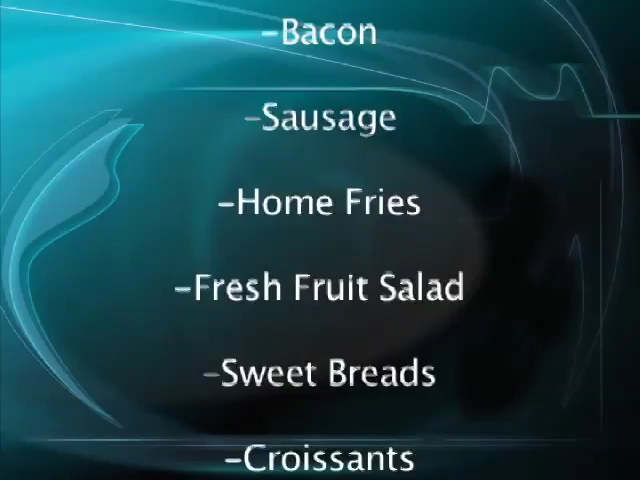 -Bacon
-Sausage
-Home Fries
-Fresh Fruit Salad
-Sweet Breads
-Croissants